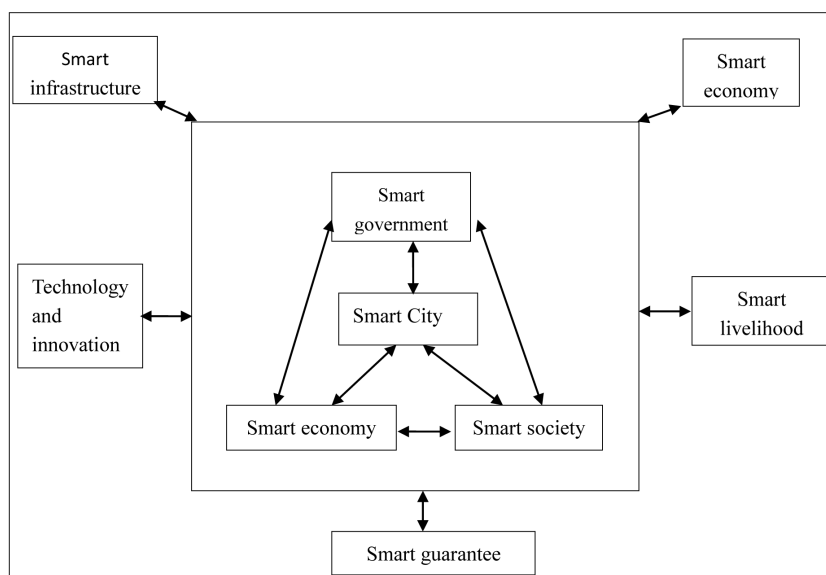 Smart
infrastructure
Smart
economy
Smart
government
Technology
and
innovation
Smart City
Smart
livelihood
Smart economy
Smart society
Smart guarantee